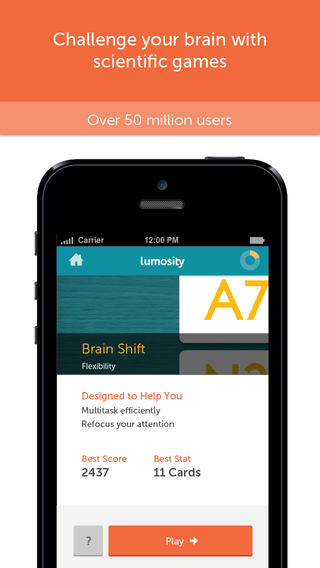 Challenge your brain with
scientific games
Over 50 million users
Carrier 12:00 PM
lumosity
A7
Brain Shift
Flexibility
Designed to Help You
Multitask efficiently
Refocus your attention
Best Score Best Stat
2437 11 Cards
? Play